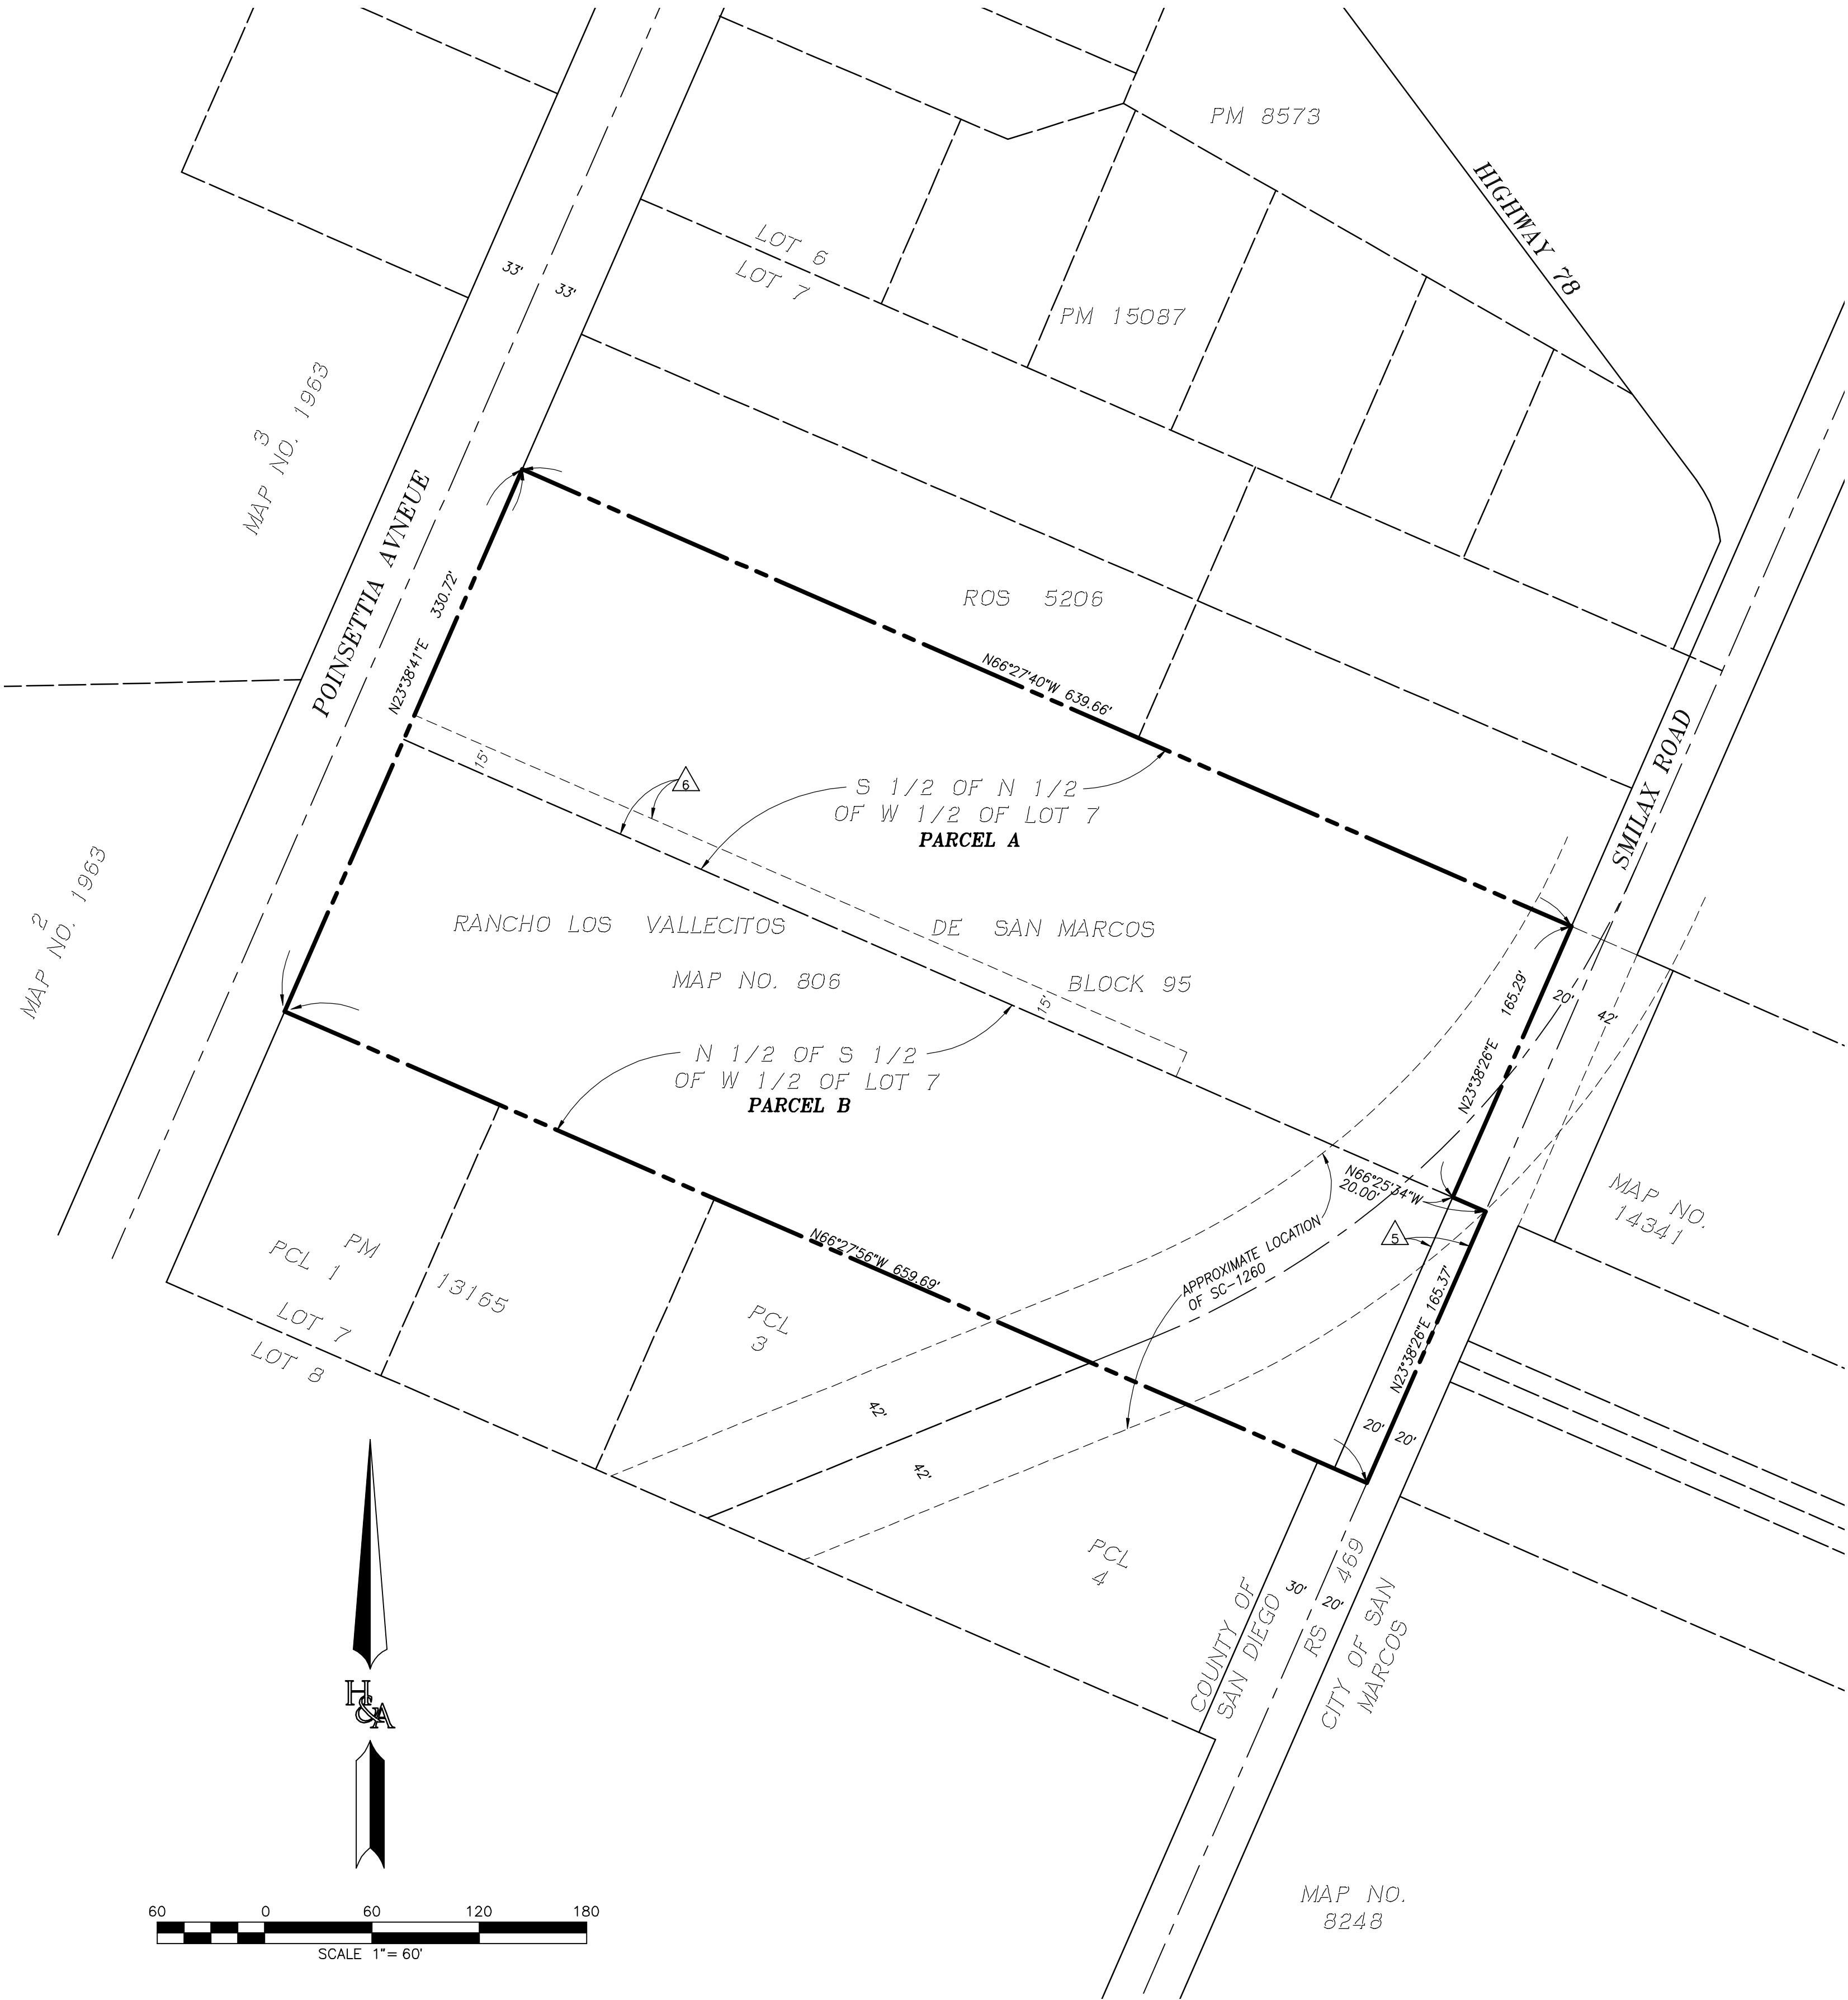 PM 8573
HIGHWAY 78
LOT 6
LOT 7
33'
33'
PM 15087
3
MAP NO. 1963
POINSETTIA AVNEUE
N23°38'41"E 330.72'
ROS 5206
N66°27'40"W 639.66'
SMILAX ROAD
15'
6
S 1/2 OF N 1/2
OF W 1/2 OF LOT 7
PARCEL A
2
MAP NO. 1963
RANCHO LOS VALLECITOS DE SAN MARCOS
MAP NO. 806 BLOCK 95
15'
N23°38'26"E 165.29'
20'
42'
N 1/2 OF S 1/2
OF W 1/2 OF LOT 7
PARCEL B
N66°25'34"W
20.00'
MAP NO.
14341
5
APPROXIMATE LOCATION
OF SC-1260
PCL 1
PM
13165
N66°27'56"W 659.69'
N23°38'26"E 165.37'
LOT 7
LOT 8
PCL
3
42'
42'
20'
20'
PCL
4
30'
20'
COUNTY OF
SAN DIEGO
RS 469
CITY OF SAN
MARCOS
H&A
60 0 60 120 180
SCALE 1"= 60'
MAP NO.
8248